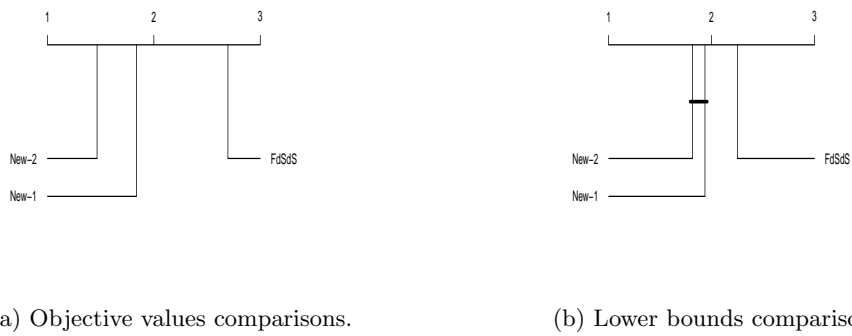 1 2 3
New-2
FdSdS
New-1
a) Objective values comparisons.
1 2 3
New-2
FdSdS
New-1
(b) Lower bounds compariso